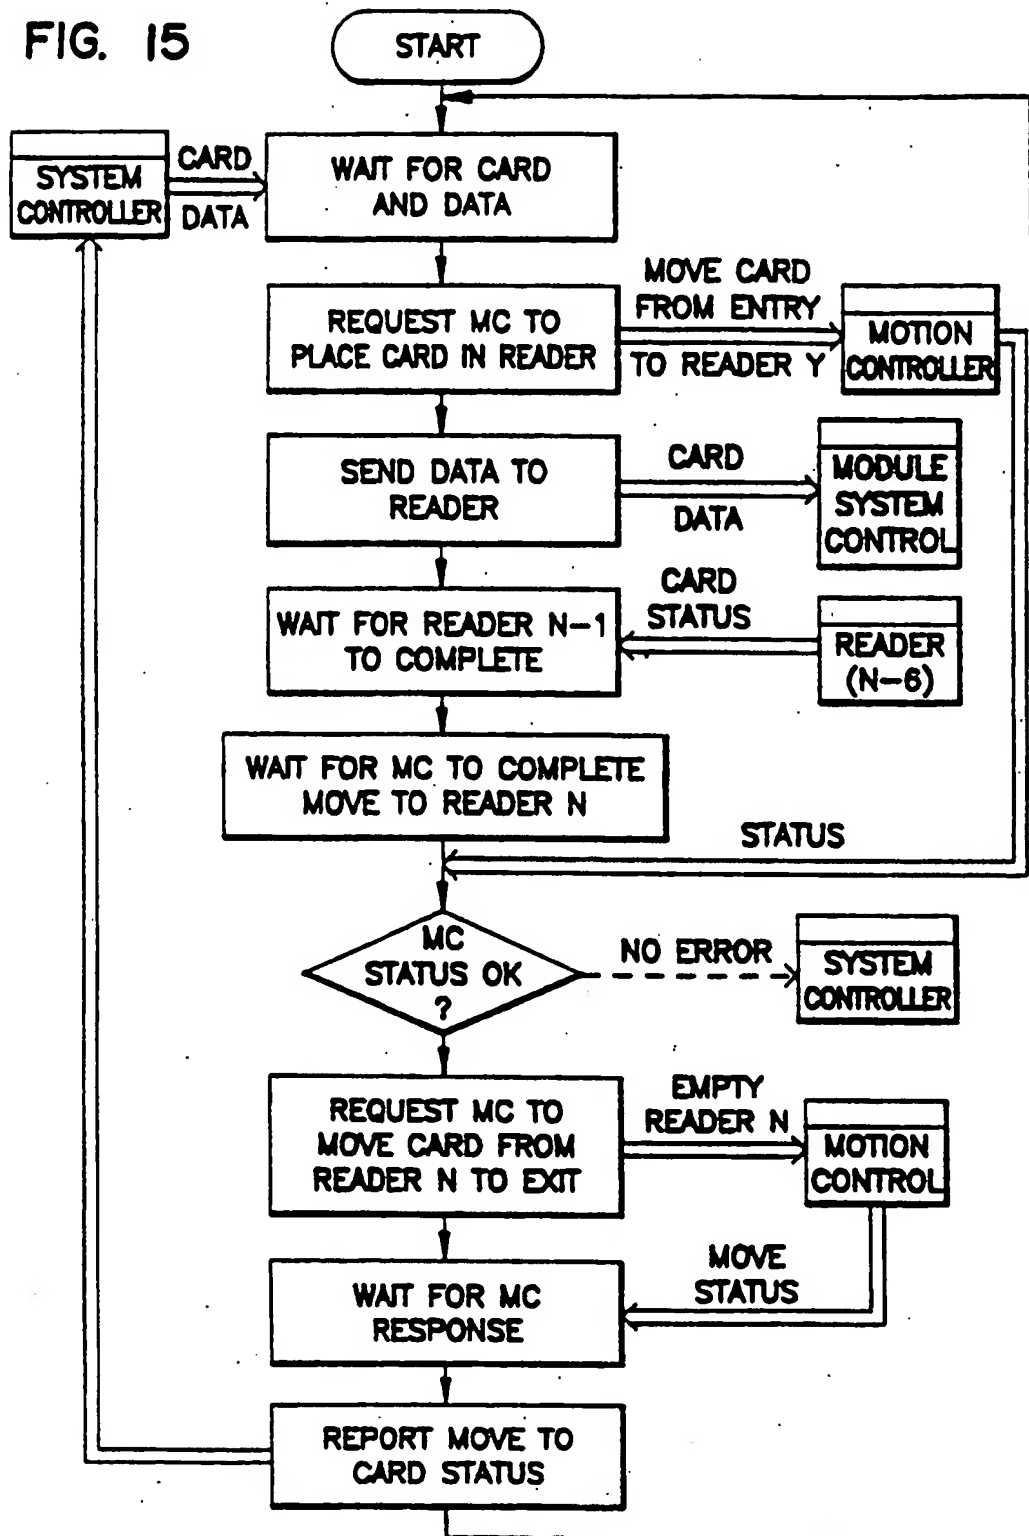 FIG. 15
START
SYSTEM
CONTROLLER
CARD
DATA
WAIT FOR CARD
AND DATA
REQUEST MC TO
PLACE CARD IN READER
MOVE CARD
FROM ENTRY
TO READER Y
MOTION
CONTROLLER
SEND DATA TO
READER
CARD
DATA
MODULE
SYSTEM
CONTROL
WAIT FOR READER N-1
TO COMPLETE
CARD
STATUS
READER
(N-6)
WAIT FOR MC TO COMPLETE
MOVE TO READER N
STATUS
MC
STATUS OK
?
NO ERROR
SYSTEM
CONTROLLER
REQUEST MC TO
MOVE CARD FROM
READER N TO EXIT
EMPTY
READER N
MOTION
CONTROL
WAIT FOR MC
RESPONSE
MOVE
STATUS
REPORT MOVE TO
CARD STATUS